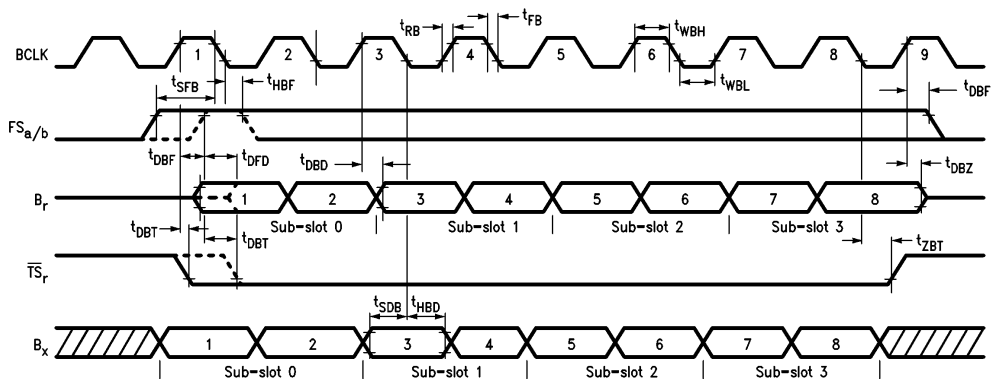 tRB tFB tWBH
BCLK 1 2 3 4 5 6 7 8 9
tSFB tHBF tWBL tDBF
FSa/b
tDBF tDFD tDBD tDBZ
Br 1 2 3 4 5 6 7 8
Sub-slot 0 Sub-slot 1 Sub-slot 2 Sub-slot 3
tDBT tDBT tZBT
TSr
tSDB tHBD
Bx 1 2 3 4 5 6 7 8
Sub-slot 0 Sub-slot 1 Sub-slot 2 Sub-slot 3